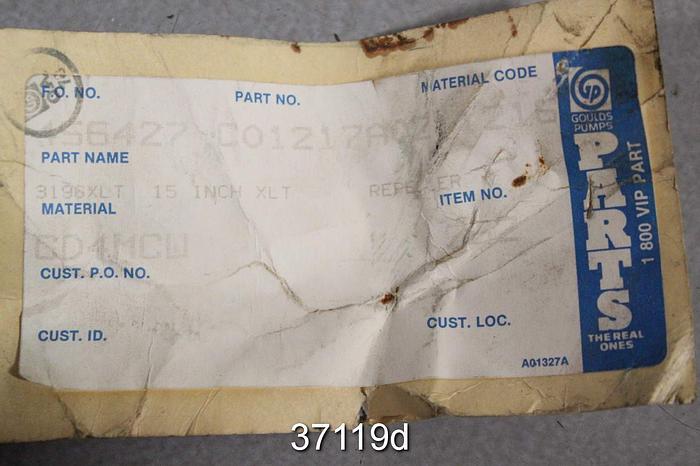 F.O. NO.
PART NO.
MATERIAL CODE
PART NAME
3196XLT 15 INCH XLT
MATERIAL
ITEM NO.
CD4MCW
CUST. P.O. NO.
CUST. ID.
CUST. LOC.
A01327A
GOULDS
PUMPS
PARTS
1 800 VIP PART
THE REAL
ONES
37119d